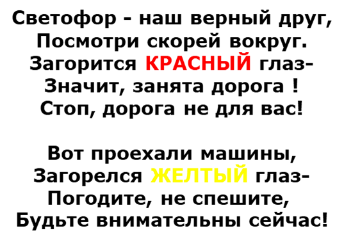 Светофор - наш верный друг,
Посмотри скорей вокруг.
Загорится КРАСНЫЙ глаз-
Значит, занята дорога !
Стоп, дорога не для вас!
Вот проехали машины,
Загорелся ЖЕЛТЫЙ глаз-
Погодите, не спешите,
Будьте внимательны сейчас!